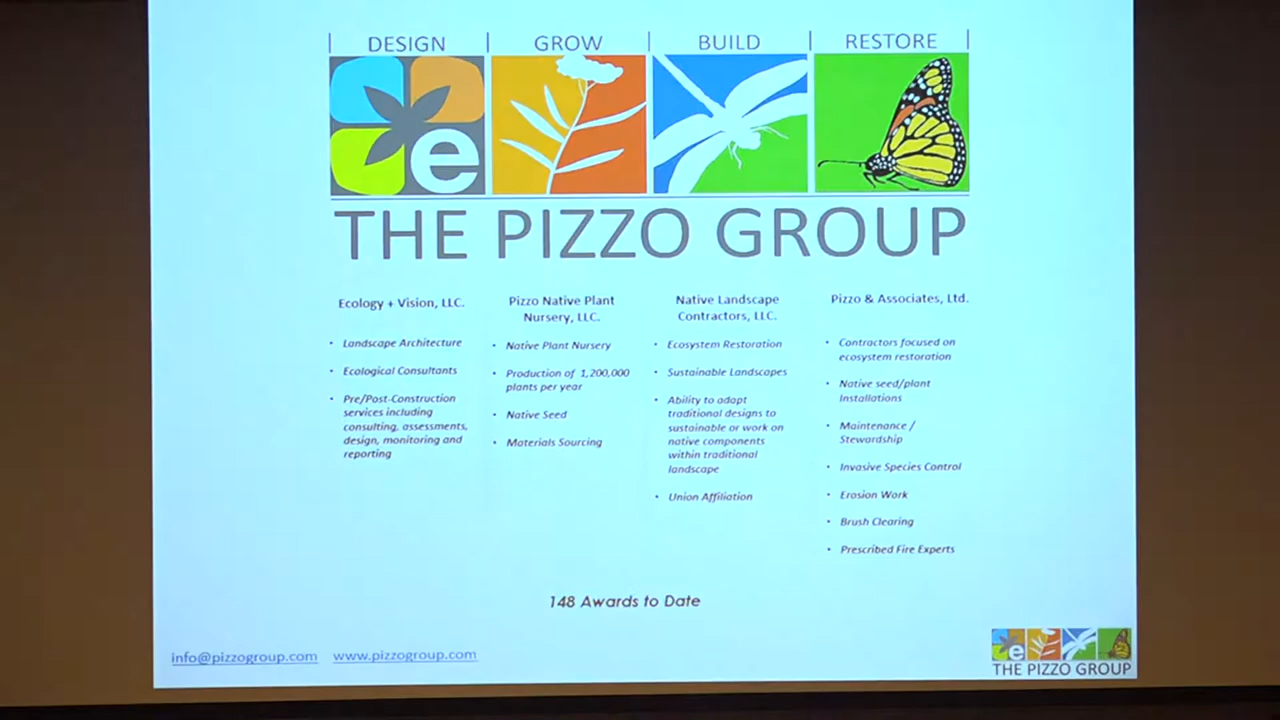 DESIGN
GROW
BUILD
RESTORE
e
THE PIZZO GROUP
Ecology + Vision, LLC.
• Landscape Architecture
• Ecological Consultants
• Pre/Post-Construction
services including
consulting, assessments,
design, monitoring and
reporting
Pizzo Native Plant
Nursery, LLC.
• Native Plant Nursery
• Production of 1,200,000
plants per year
• Native Seed
• Materials Sourcing
Native Landscape
Contractors, LLC.
• Ecosystem Restoration
• Sustainable Landscapes
• Ability to adapt
traditional designs to
sustainable or work on
native components
within traditional
landscape
• Union Affiliation
Pizzo & Associates, Ltd.
• Contractors focused on
ecosystem restoration
• Native seed/plant
Installations
• Maintenance /
Stewardship
• Invasive Species Control
• Erosion Work
• Brush Clearing
• Prescribed Fire Experts
148 Awards to Date
info@pizzogroup.com www.pizzogroup.com
e
THE PIZZO GROUP